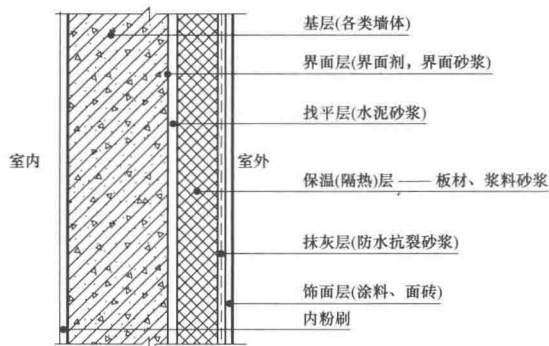 基层(各类墙体)
界面层(界面剂，界面砂浆)
找平层(水泥砂浆)
室内
室外
保温(隔热)层 —— 板材、浆料砂浆
抹灰层(防水抗裂砂浆)
饰面层(涂料、面砖)
内粉刷